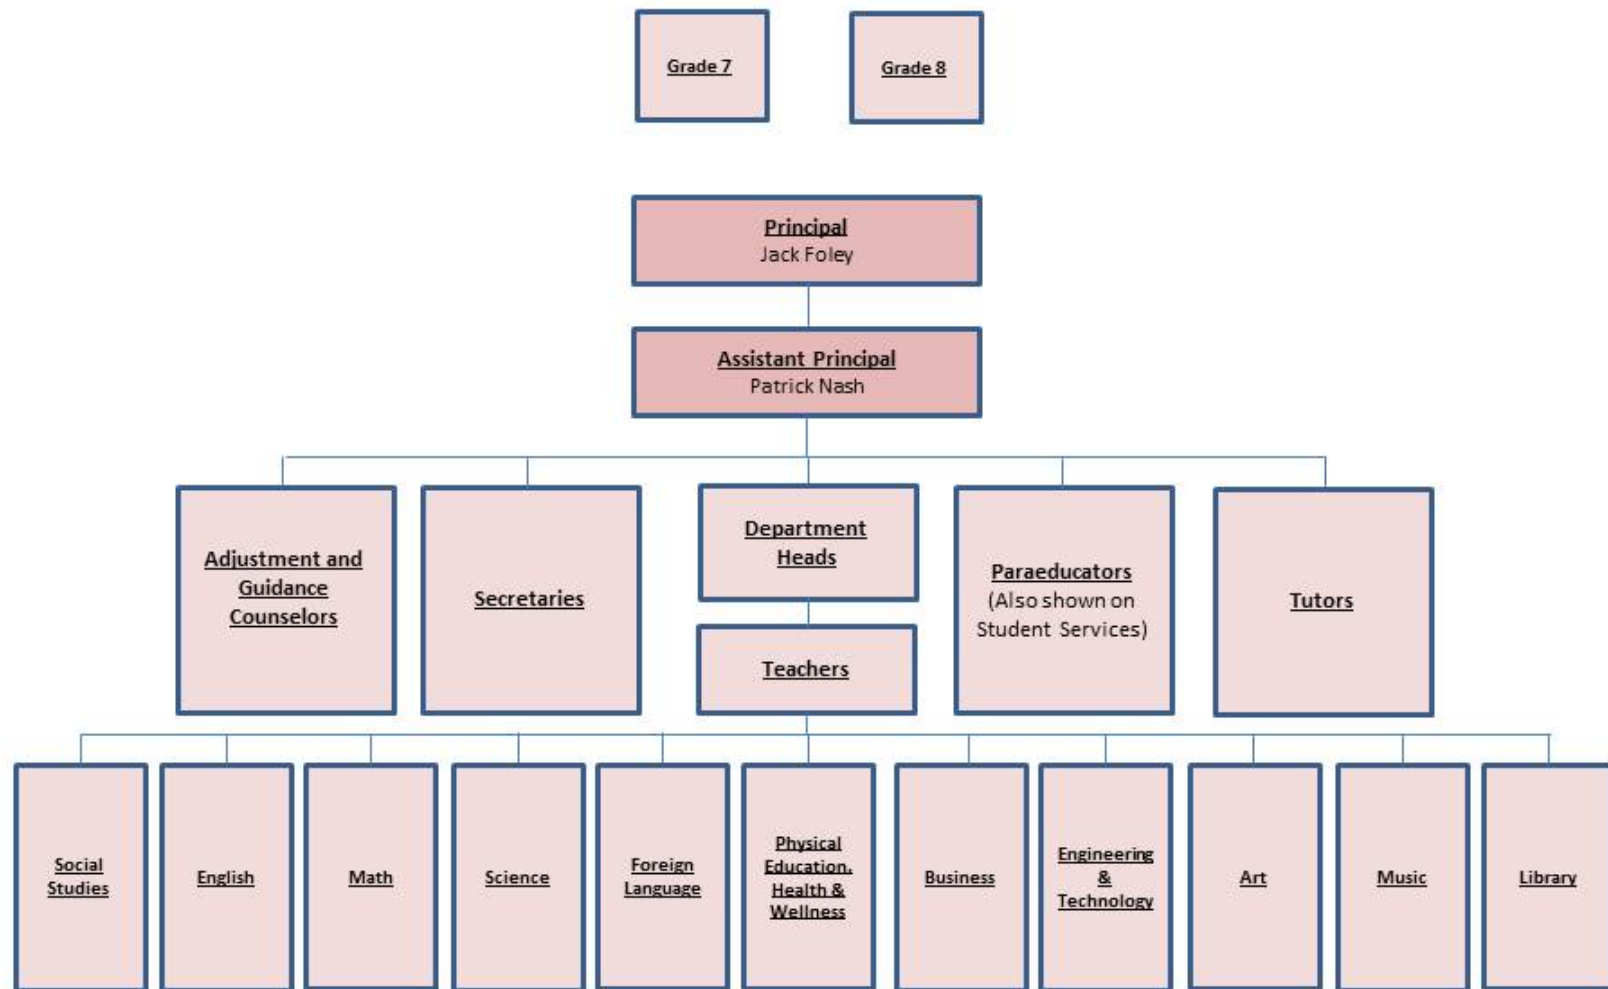 Grade 7
Grade 8
Principal
Jack Foley
Assistant Principal
Patrick Nash
Adjustment and
Guidance
Counselors
Secretaries
Department
Heads
Teachers
Paraeducators
(Also shown on
Student Services)
Tutors
Social
Studies
English
Math
Science
Foreign
Language
Physical
Education,
Health &
Wellness
Business
Engineering
&
Technology
Art
Music
Library